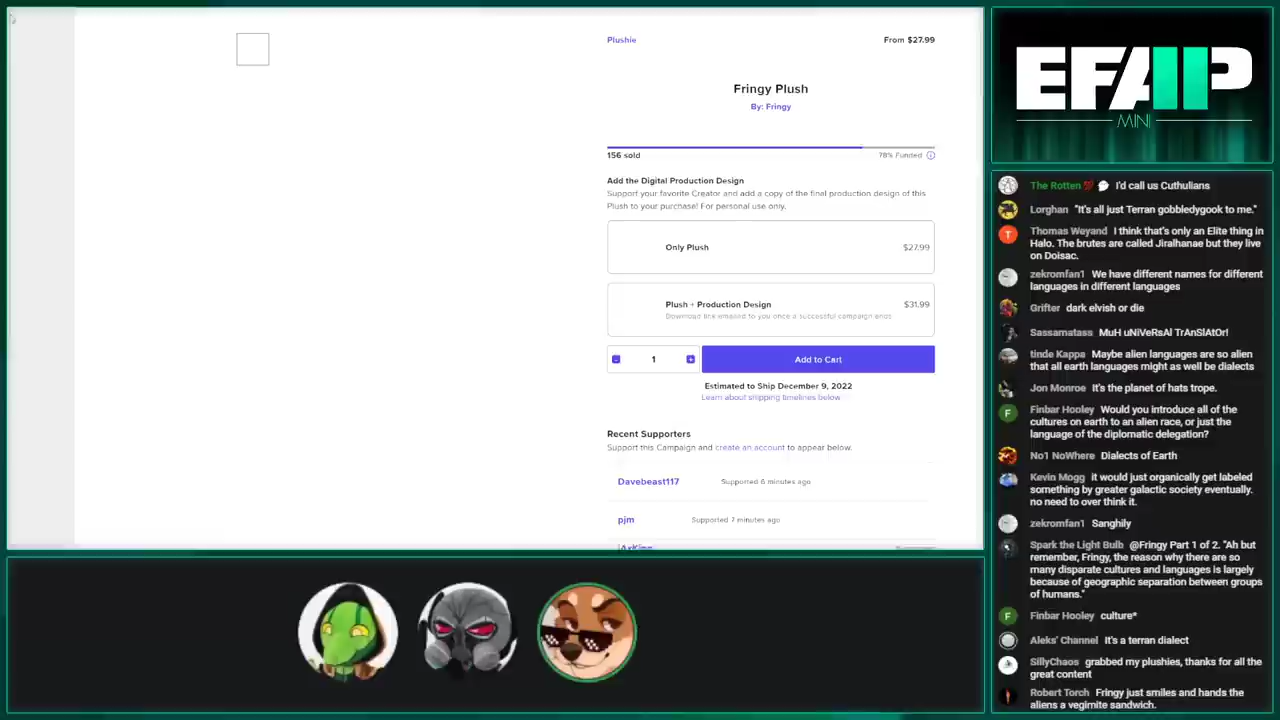 Plushie
From $27.99
Fringy Plush
By: Fringy
156 sold
78% Funded
Add the Digital Production Design
Support your favorite Creator and add a copy of the final production design of this
Plush to your purchase! For personal use only.
Only Plush
$27.99
Plush + Production Design
$31.99
Download link emailed to you once a successful campaign ends
1
Add to Cart
Estimated to Ship December 9, 2022
Learn about shipping timelines below
Recent Supporters
Support this Campaign and create an account to appear below.
Davebeast117
Supported 6 minutes ago
pjm
Supported 7 minutes ago
EFAP
MINI
The Rotten 💯 I'd call us Cuthulians
Lorghan "It's all just Terran gobbledygook to me."
Thomas Weyand I think that's only an Elite thing in
Halo. The brutes are called Jiralhanae but they live
on Doisac.
zekromfan1 We have different names for different
languages in different languages
Grifter dark elvish or die
Sassamatass MuH uNiVeRsAl TrAnSlAtOr!
tinde Kappa Maybe alien languages are so alien
that all earth languages might as well be dialects
Jon Monroe It's the planet of hats trope.
Finbar Hooley Would you introduce all of the
cultures on earth to an alien race, or just the
language of the diplomatic delegation?
No1 NoWhere Dialects of Earth
Kevin Mogg it would just organically get labeled
something by greater galactic society eventually.
no need to over think it.
zekromfan1 Sanghily
Spark the Light Bulb @Fringy Part 1 of 2. "Ah but
remember, Fringy, the reason why there are so
many disparate cultures and languages is largely
because of geographic separation between groups
of humans."
Finbar Hooley culture*
Aleks' Channel It's a terran dialect
SillyChaos grabbed my plushies, thanks for all the
great content
Robert Torch Fringy just smiles and hands the
aliens a vegimite sandwich.